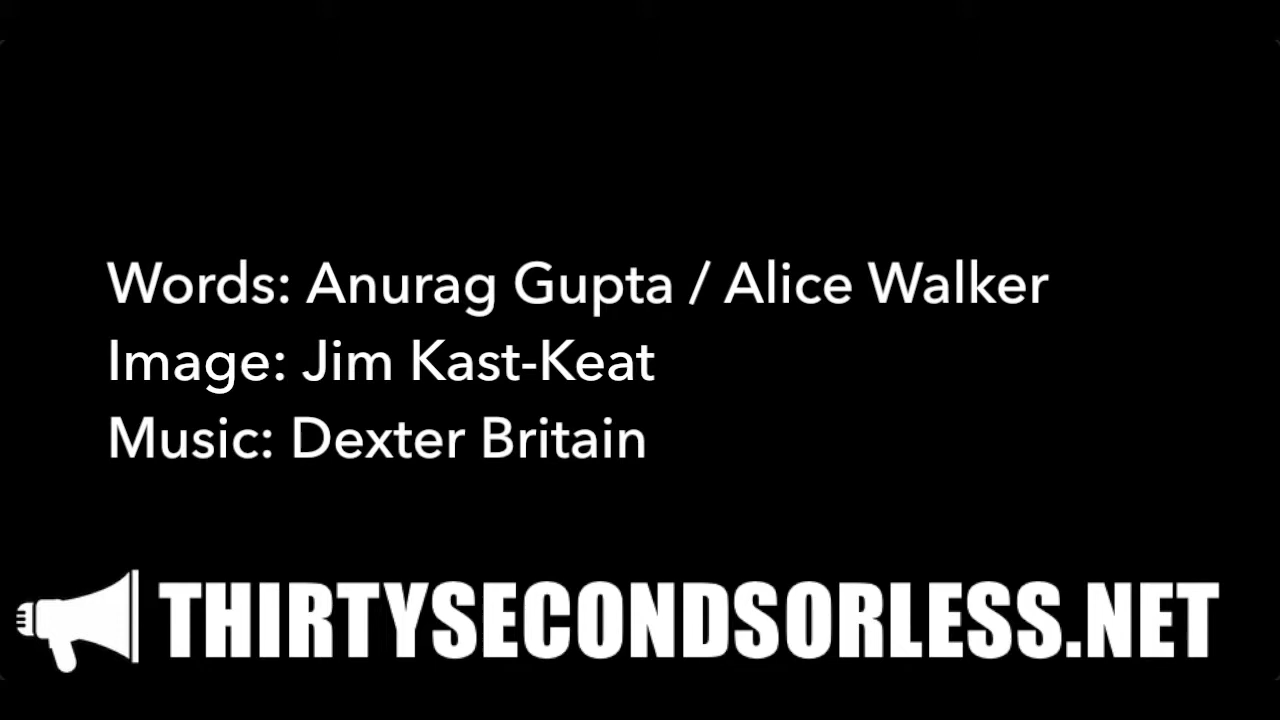 Words: Anurag Gupta / Alice Walker
Image: Jim Kast-Keat
Music: Dexter Britain
THIRTYSECONDSORLESS.NET